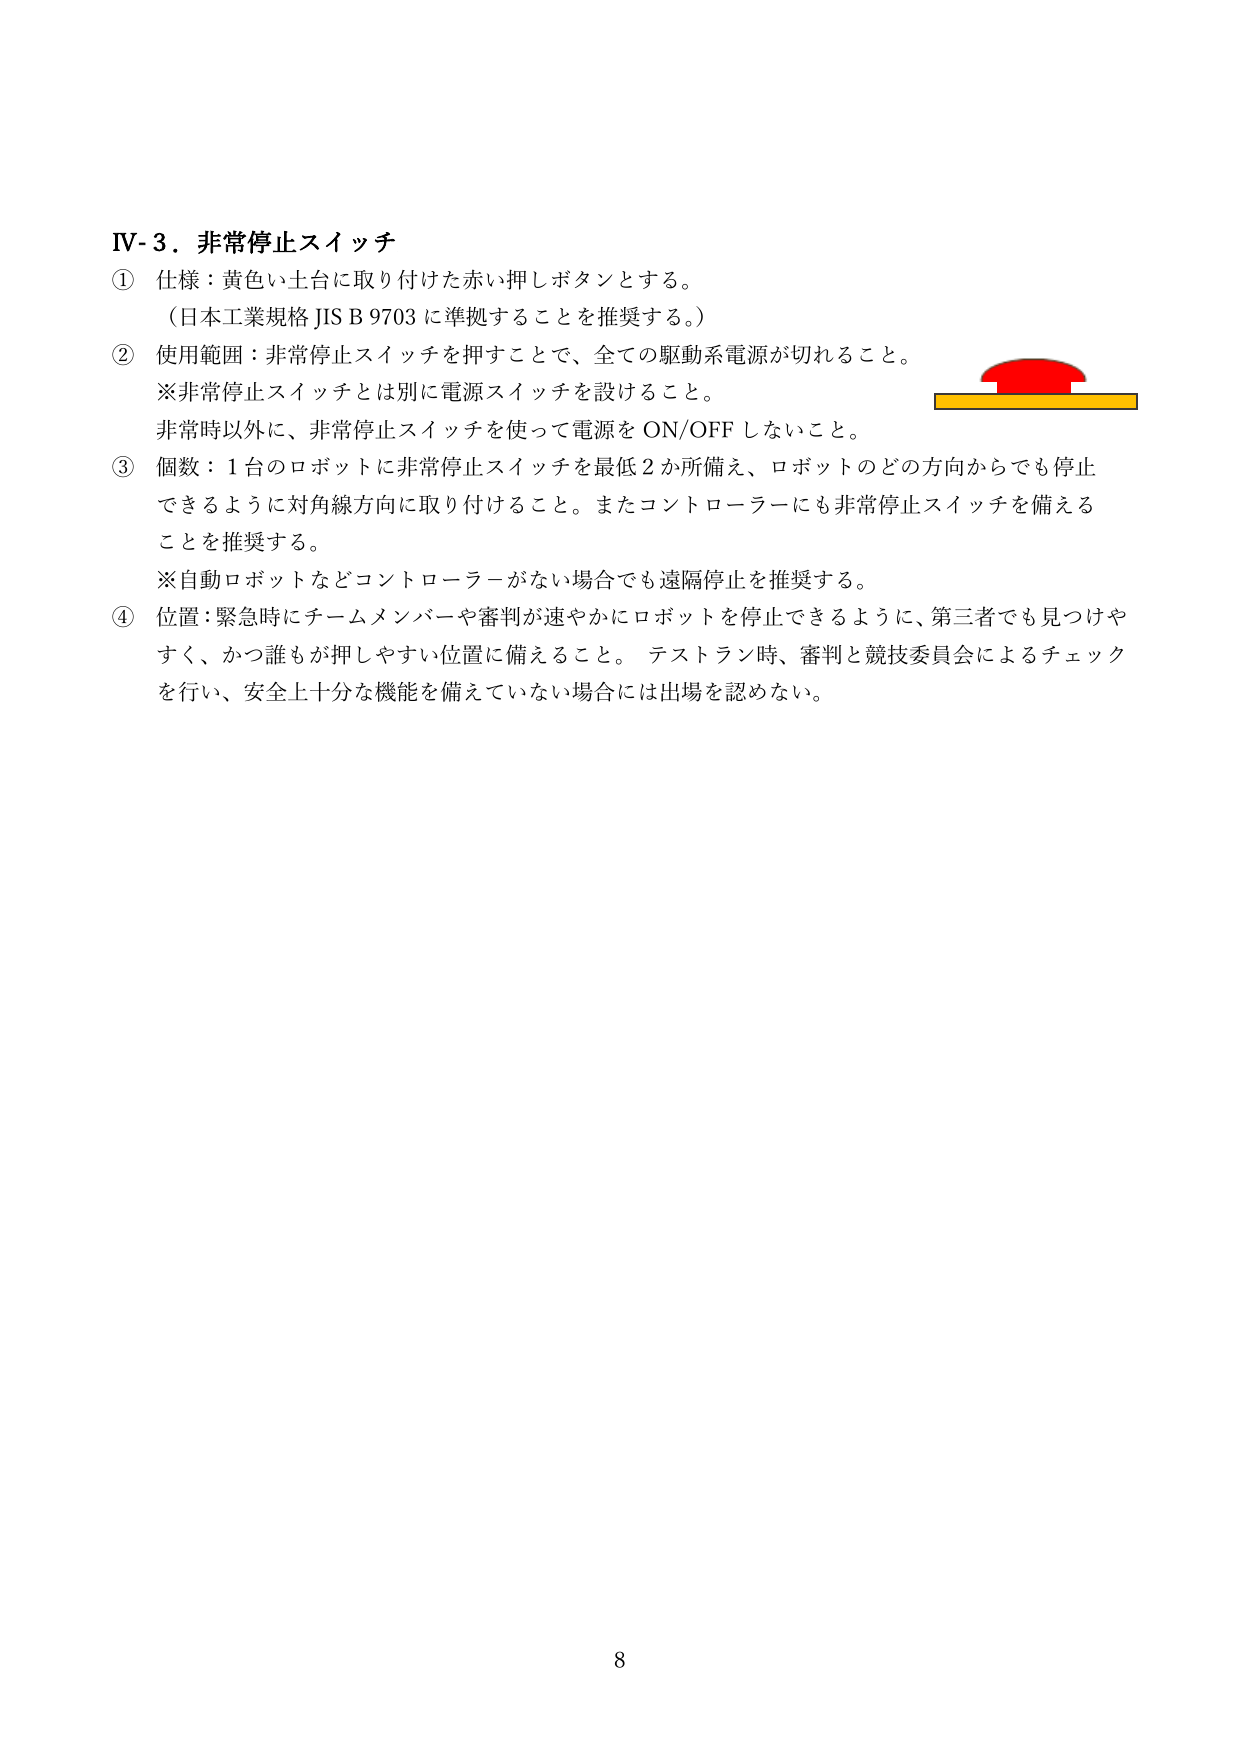 Ⅳ-３．非常停止スイッチ
① 仕様：黄色い土台に取り付けた赤い押しボタンとする。
（日本工業規格 JIS B 9703 に準拠することを推奨する。）
② 使用範囲：非常停止スイッチを押すことで、全ての駆動系電源が切れること。
※非常停止スイッチとは別に電源スイッチを設けること。
非常時以外に、非常停止スイッチを使って電源を ON/OFF しないこと。
③ 個数：1 台のロボットに非常停止スイッチを最低 2 か所備え、ロボットのどの方向からでも停止
できるように対角線方向に取り付けること。またコントローラーにも非常停止スイッチを備える
ことを推奨する。
※自動ロボットなどコントローラ－がない場合でも遠隔停止を推奨する。
④ 位置：緊急時にチームメンバーや審判が速やかにロボットを停止できるように、第三者でも見つけや
すく、かつ誰もが押しやすい位置に備えること。 テストラン時、審判と競技委員会によるチェック
を行い、安全上十分な機能を備えていない場合には出場を認めない。
8